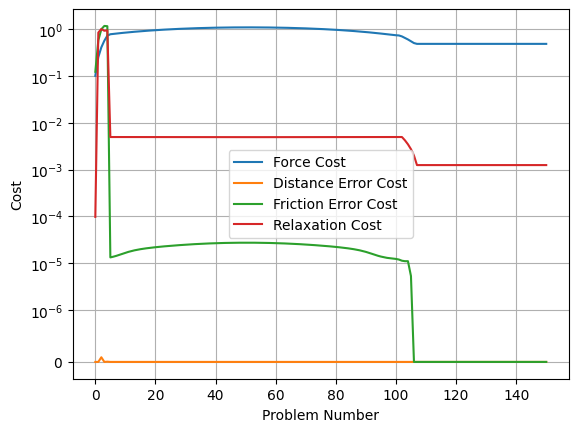 10⁰
10⁻¹
10⁻²
10⁻³
10⁻⁴
10⁻⁵
10⁻⁶
0
Cost
Force Cost
Distance Error Cost
Friction Error Cost
Relaxation Cost
0 20 40 60 80 100 120 140
Problem Number